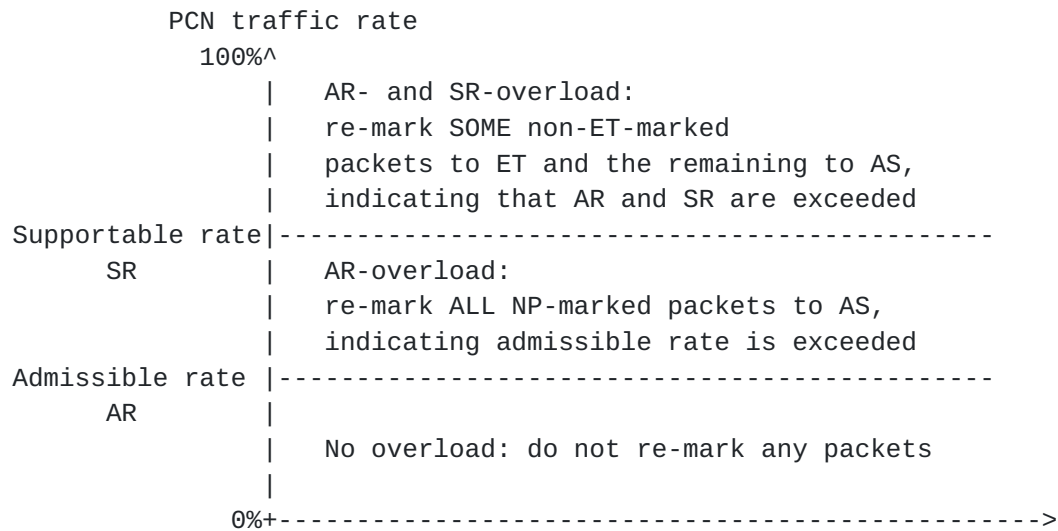 PCN traffic rate
100%^
|   AR- and SR-overload:
|   re-mark SOME non-ET-marked
|   packets to ET and the remaining to AS,
|   indicating that AR and SR are exceeded
Supportable rate|----------------------------------------------
SR        |   AR-overload:
|   re-mark ALL NP-marked packets to AS,
|   indicating admissible rate is exceeded
Admissible rate |----------------------------------------------
AR        |
|   No overload: do not re-mark any packets
|
0%+------------------------------------------------->